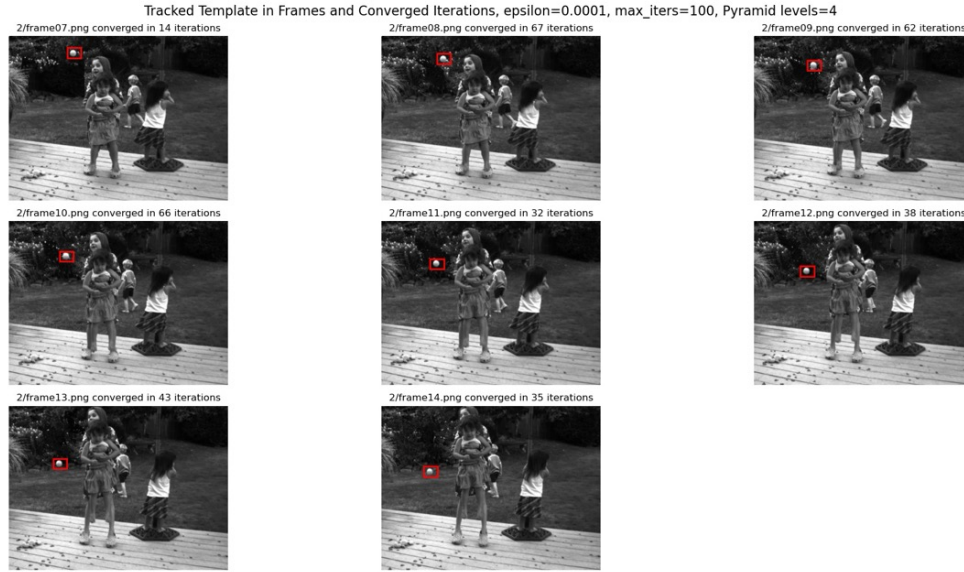 Tracked Template in Frames and Converged Iterations, epsilon=0.0001, max_iters=100, Pyramid levels=4
2/frame07.png converged in 14 iterations
2/frame08.png converged in 67 iterations
2/frame09.png converged in 62 iterations
2/frame10.png converged in 66 iterations
2/frame11.png converged in 32 iterations
2/frame12.png converged in 38 iterations
2/frame13.png converged in 43 iterations
2/frame14.png converged in 35 iterations